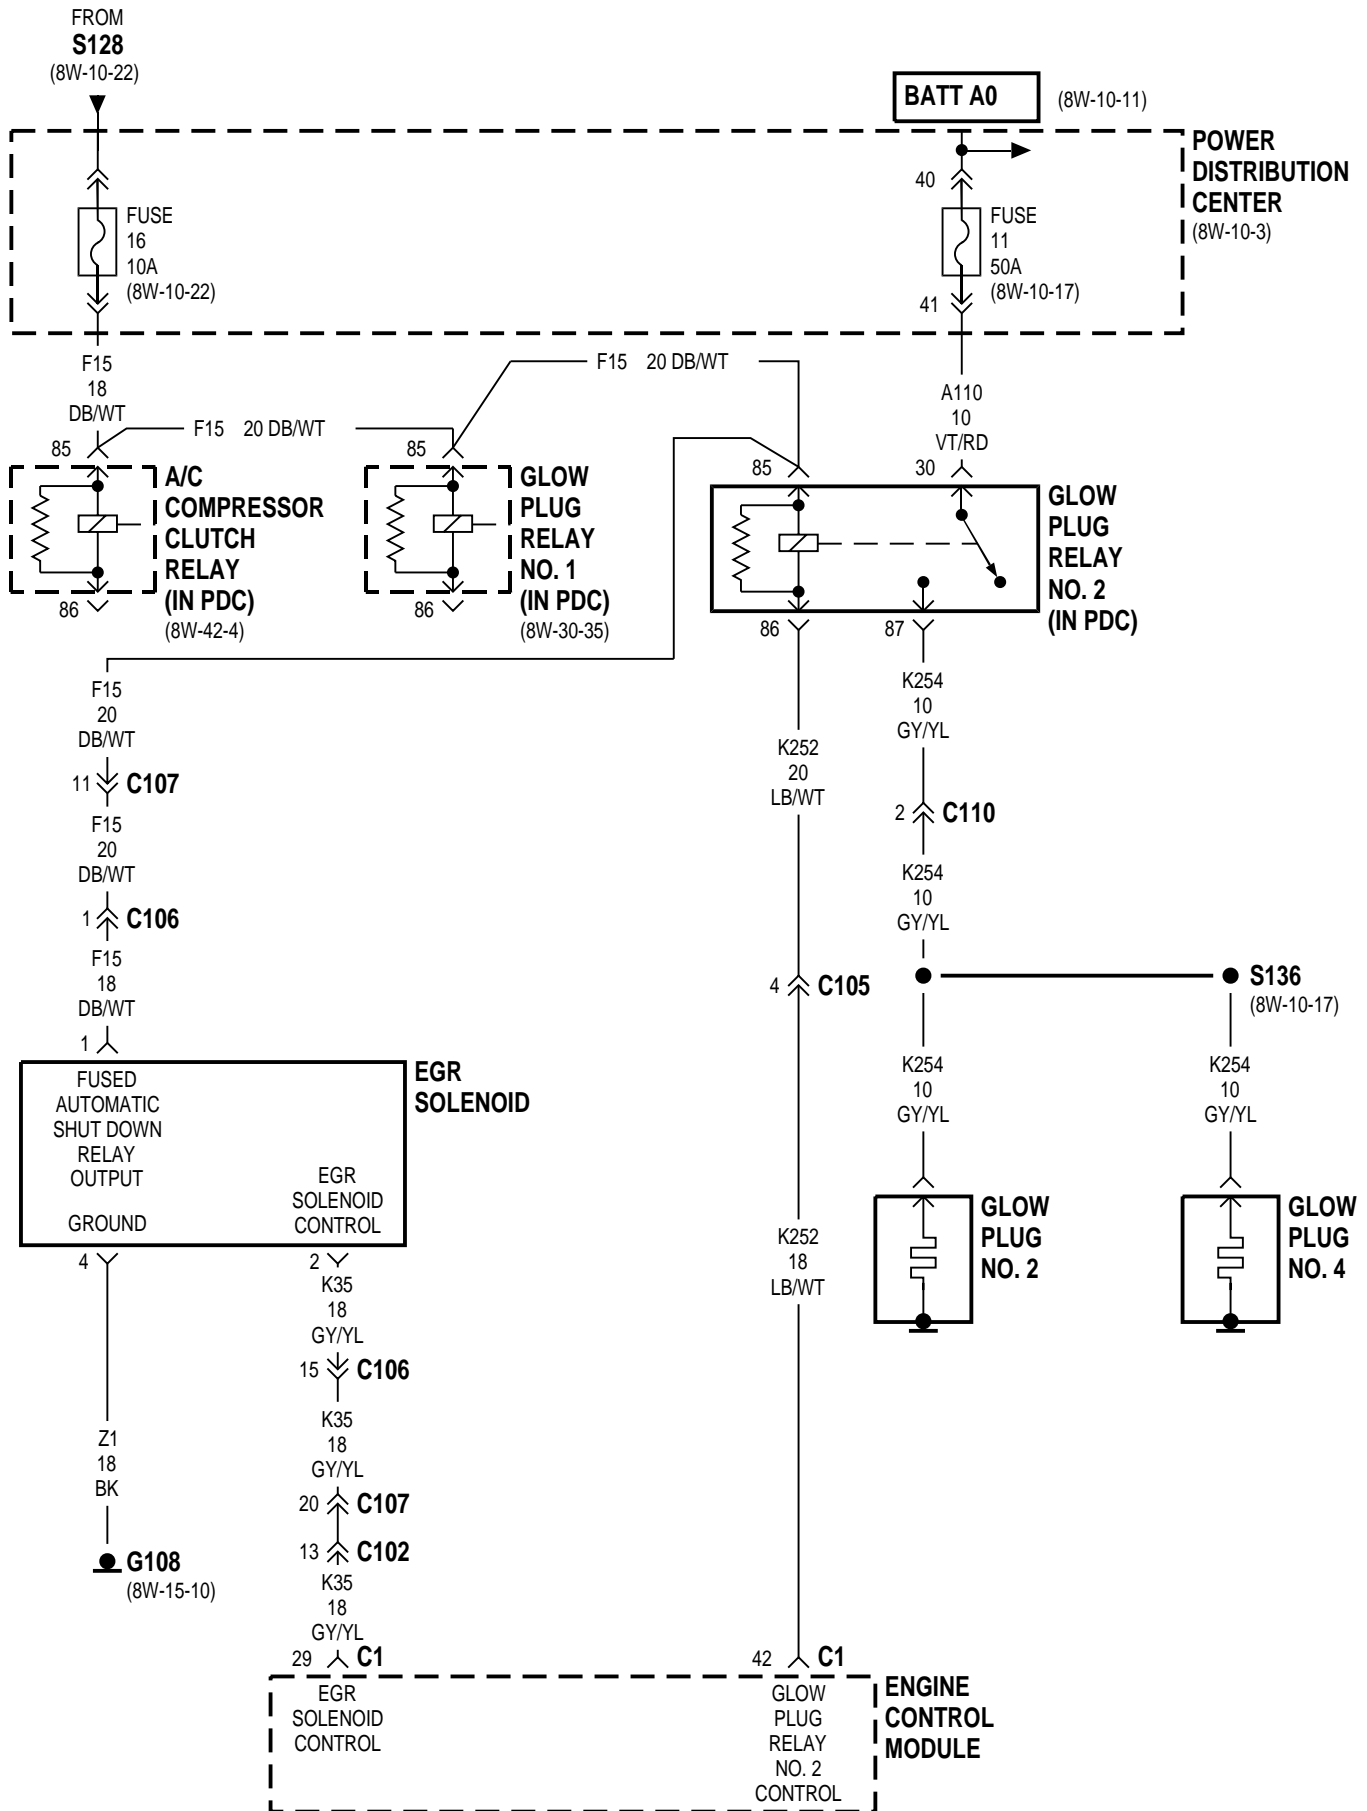 FROM
S128
(8W-10-22)
BATT A0
(8W-10-11)
POWER
DISTRIBUTION
CENTER
(8W-10-3)
FUSE
16
10A
(8W-10-22)
40
FUSE
11
50A
(8W-10-17)
41
F15
18
DB/WT
F15 20 DB/WT
F15 20 DB/WT
A110
10
VT/RD
85
A/C
COMPRESSOR
CLUTCH
RELAY
(IN PDC)
(8W-42-4)
86
85
GLOW
PLUG
RELAY
NO. 1
(IN PDC)
(8W-30-35)
86
85
30
GLOW
PLUG
RELAY
NO. 2
(IN PDC)
86
87
F15
20
DB/WT
11 C107
F15
20
DB/WT
1 C106
F15
18
DB/WT
1
K252
20
LB/WT
4 C105
K254
10
GY/YL
2 C110
K254
10
GY/YL
S136
(8W-10-17)
K254
10
GY/YL
K254
10
GY/YL
EGR
SOLENOID
FUSED
AUTOMATIC
SHUT DOWN
RELAY
OUTPUT
GROUND
EGR
SOLENOID
CONTROL
4
2
GLOW
PLUG
NO. 2
GLOW
PLUG
NO. 4
K252
18
LB/WT
K35
18
GY/YL
15 C106
K35
18
GY/YL
20 C107
13 C102
K35
18
GY/YL
Z1
18
BK
G108
(8W-15-10)
29 C1
42 C1
EGR
SOLENOID
CONTROL
GLOW
PLUG
RELAY
NO. 2
CONTROL
ENGINE
CONTROL
MODULE